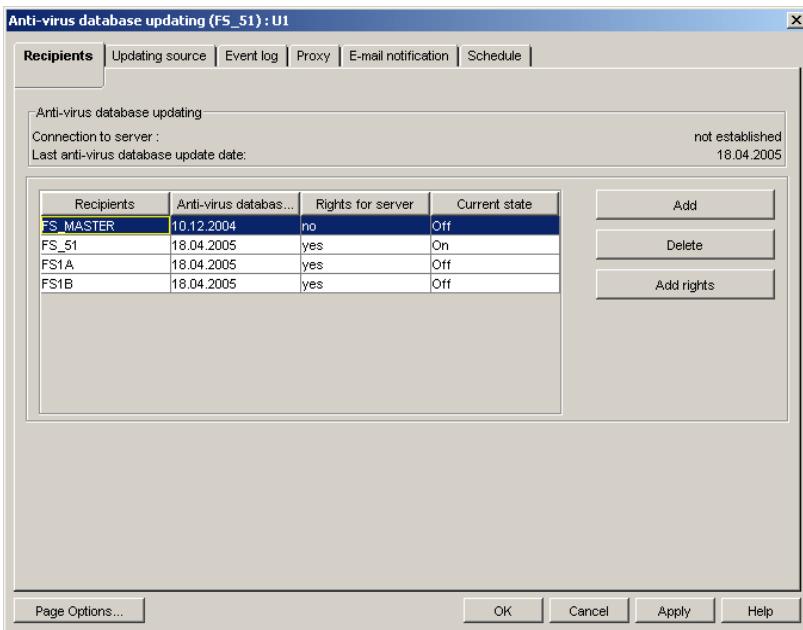 Anti-virus database updating (FS_51) : U1
Recipients Updating source Event log Proxy E-mail notification Schedule
Anti-virus database updating
Connection to server : not established
Last anti-virus database update date: 18.04.2005
Recipients Anti-virus databas... Rights for server Current state
FS_MASTER 10.12.2004 no Off
FS_51 18.04.2005 yes On
FS1A 18.04.2005 yes Off
FS1B 18.04.2005 yes Off
Add
Delete
Add rights
Page Options... OK Cancel Apply Help